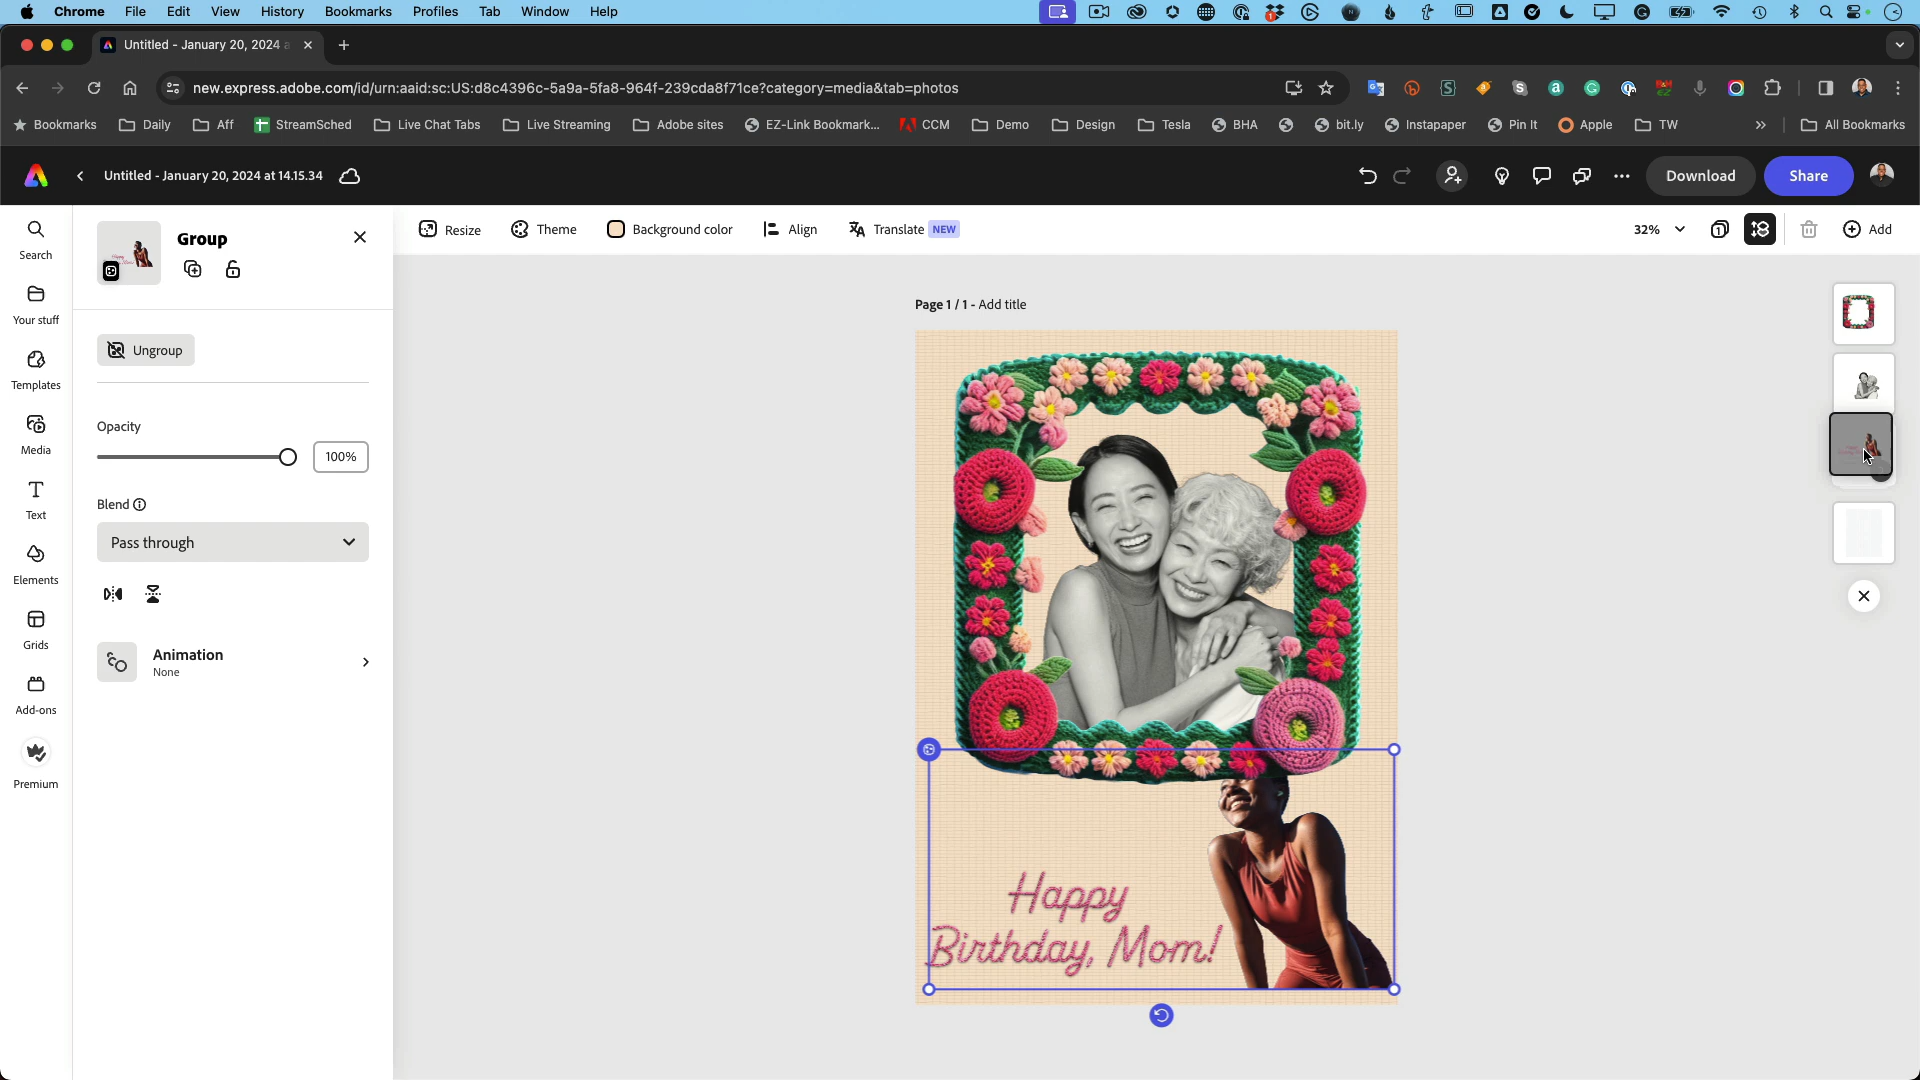 Chrome File Edit View History Bookmarks Profiles Tab Window Help
Untitled - January 20, 2024 a
new.express.adobe.com/id/urn:aaid:sc:US:d8c4396c-5a9a-5fa8-964f-239cda8f71ce?category=media&tab=photos
Bookmarks Daily Aff StreamSched Live Chat Tabs Live Streaming Adobe sites EZ-Link Bookmark... CCM Demo Design Tesla BHA bit.ly Instapaper Pin It Apple TW » All Bookmarks
Untitled - January 20, 2024 at 14.15.34 Download Share
Resize Theme Background color Align Translate NEW 32% Add
Search
Your stuff
Templates
Media
Text
Elements
Grids
Add-ons
Premium
Group
Ungroup
Opacity
100%
Blend
Pass through
Animation
None
Page 1 / 1 - Add title
Happy
Birthday, Mom!